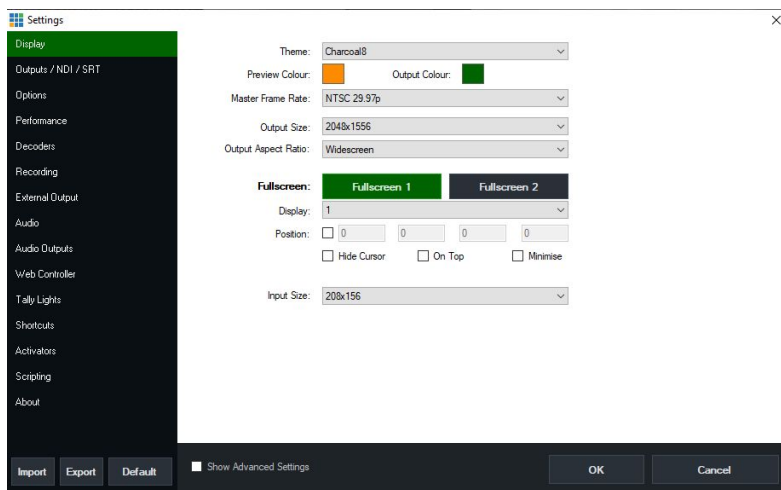 Settings
Display
Outputs / NDI / SRT
Options
Performance
Decoders
Recording
External Output
Audio
Audio Outputs
Web Controller
Tally Lights
Shortcuts
Activators
Scripting
About
Import Export Default
Theme: Charcoal8
Preview Colour: Output Colour:
Master Frame Rate: NTSC 29.97p
Output Size: 2048x1556
Output Aspect Ratio: Widescreen
Fullscreen: Fullscreen 1 Fullscreen 2
Display: 1
Position: 0 0 0 0
Hide Cursor On Top Minimise
Input Size: 208x156
Show Advanced Settings OK Cancel